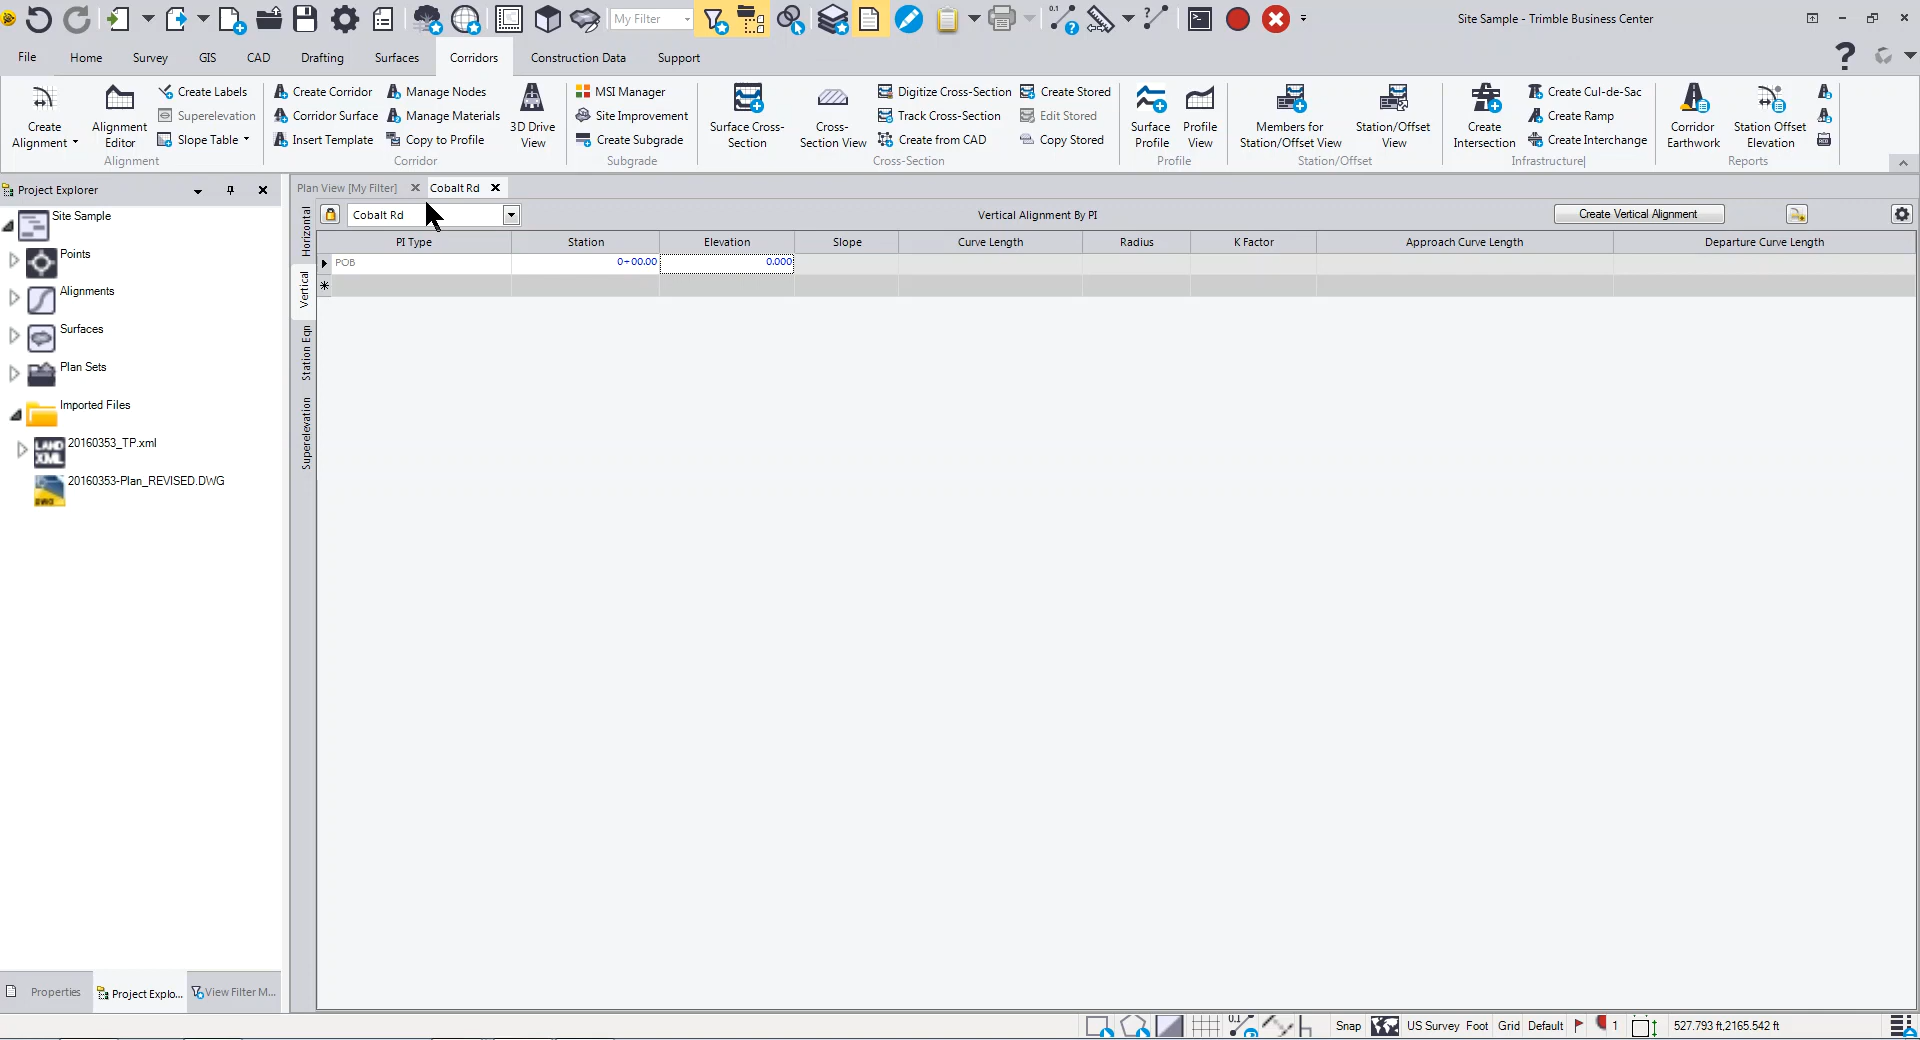 My Filter
Site Sample - Trimble Business Center
File Home Survey GIS CAD Drafting Surfaces Corridors Construction Data Support
Create Alignment
Alignment Editor
Create Labels
Superelevation
Slope Table
Alignment
Create Corridor
Corridor Surface
Insert Template
Manage Nodes
Manage Materials
Copy to Profile
3D Drive View
Corridor
MSI Manager
Site Improvement
Create Subgrade
Subgrade
Surface Cross-Section
Cross-Section View
Digitize Cross-Section
Track Cross-Section
Create from CAD
Create Stored
Edit Stored
Copy Stored
Cross-Section
Surface Profile
Profile View
Profile
Members for Station/Offset View
Station/Offset View
Station/Offset
Create Intersection
Create Cul-de-Sac
Create Ramp
Create Interchange
Infrastructure
Corridor Earthwork
Station Offset Elevation
Reports
Project Explorer
Site Sample
Points
Alignments
Surfaces
Plan Sets
Imported Files
LAND XML
20160353_TP.xml
DWG
20160353-Plan_REVISED.DWG
Properties
Project Explo...
View Filter M...
Plan View [My Filter]
Cobalt Rd
Horizontal
Vertical
Station Eqn
Superelevation
Cobalt Rd
Vertical Alignment By PI
Create Vertical Alignment
PI Type Station Elevation Slope Curve Length Radius K Factor Approach Curve Length Departure Curve Length
POB 0+00.00 0.000
Snap US Survey Foot Grid Default 1 527.793 ft,2165.542 ft